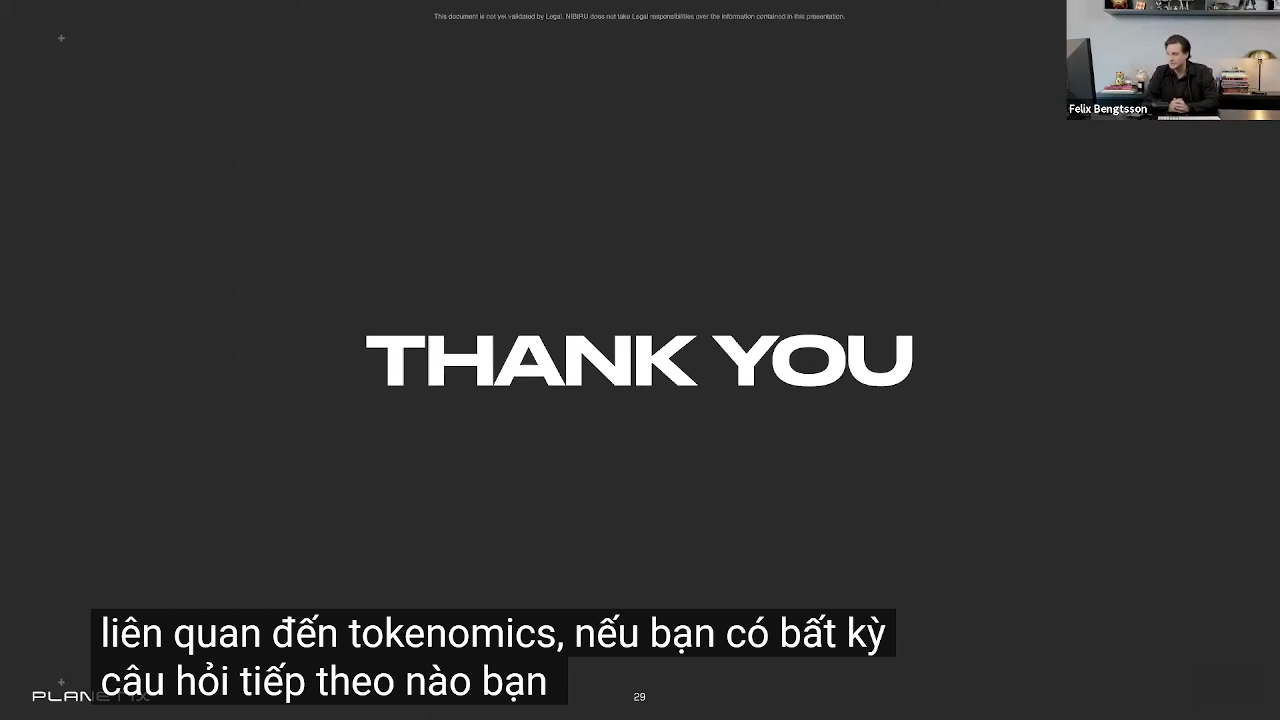 This document is not yet validated by Legal. NIBIRU does not take Legal responsibilities over the information contained in this presentation.
Felix Bengtsson
THANK YOU
liên quan đến tokenomics, nếu bạn có bất kỳ
câu hỏi tiếp theo nào bạn
PLANET IX
29